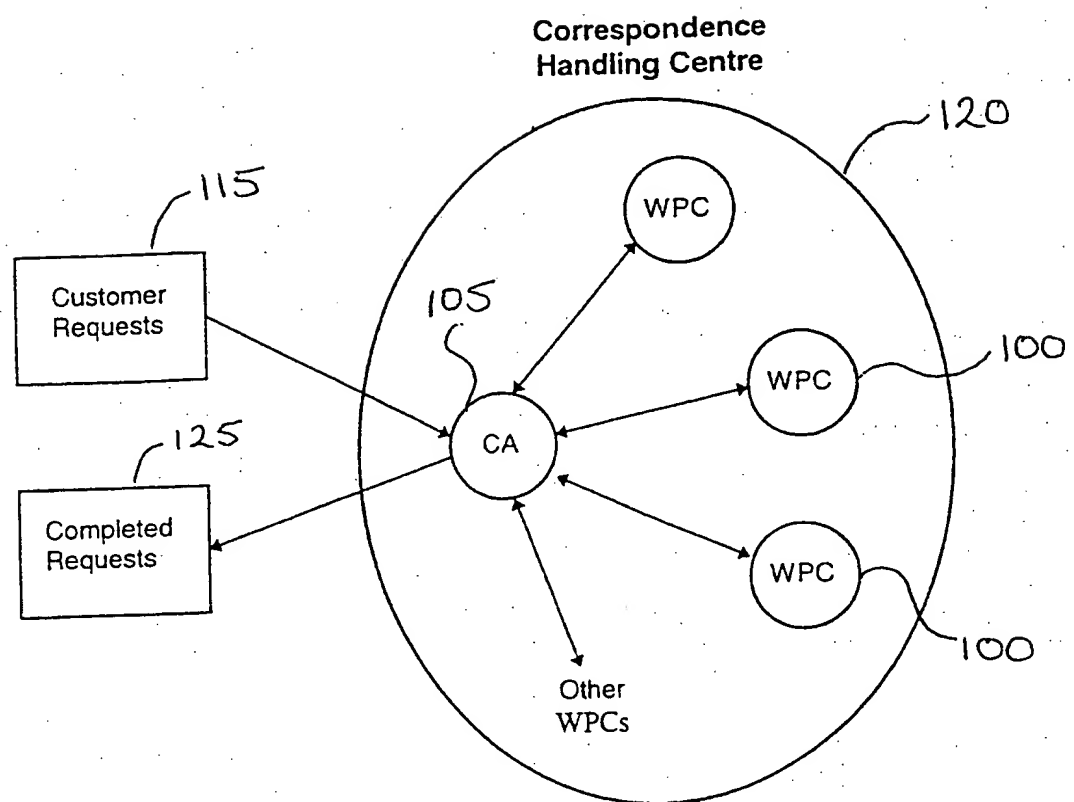 Correspondence
Handling Centre
120
115
WPC
Customer
Requests
105
100
WPC
125
CA
Completed
Requests
WPC
100
Other
WPCs